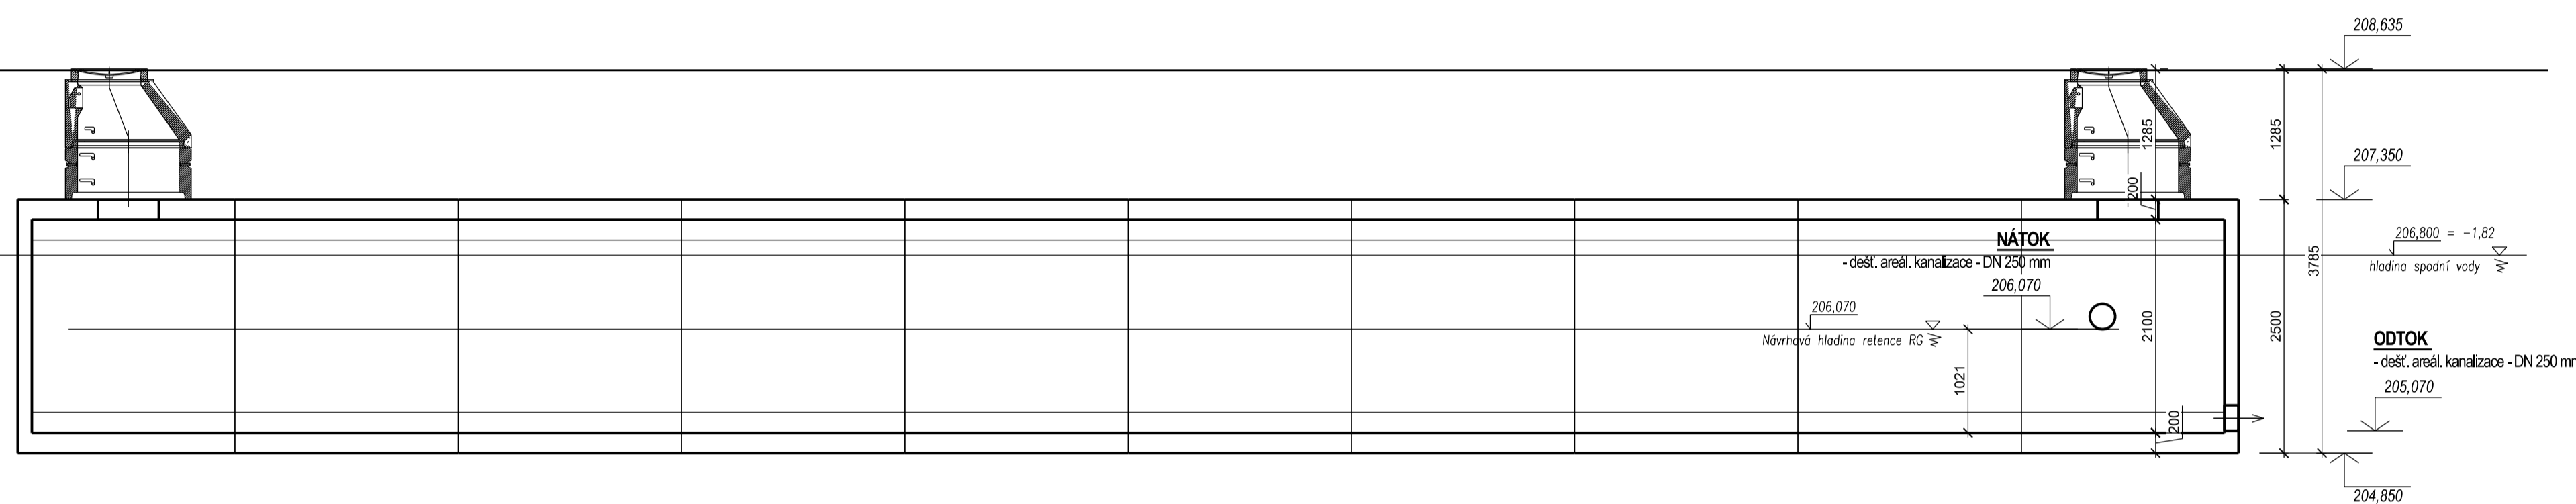 208,635
1285
1285
207,350
200
NÁTOK
- dešť. areál. kanalizace - DN 250 mm
206,800 = -1,82
hladina spodní vody
3785
206,070
206,070
Návrhová hladina retence RG
2100
2500
ODTOK
- dešť. areál. kanalizace - DN 250 mm
1021
205,070
200
204,850